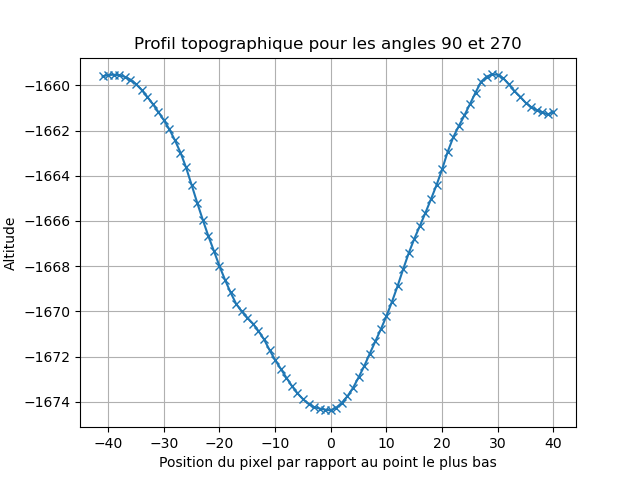 Profil topographique pour les angles 90 et 270
Altitude
−1660
−1662
−1664
−1666
−1668
−1670
−1672
−1674
−40 −30 −20 −10 0 10 20 30 40
Position du pixel par rapport au point le plus bas